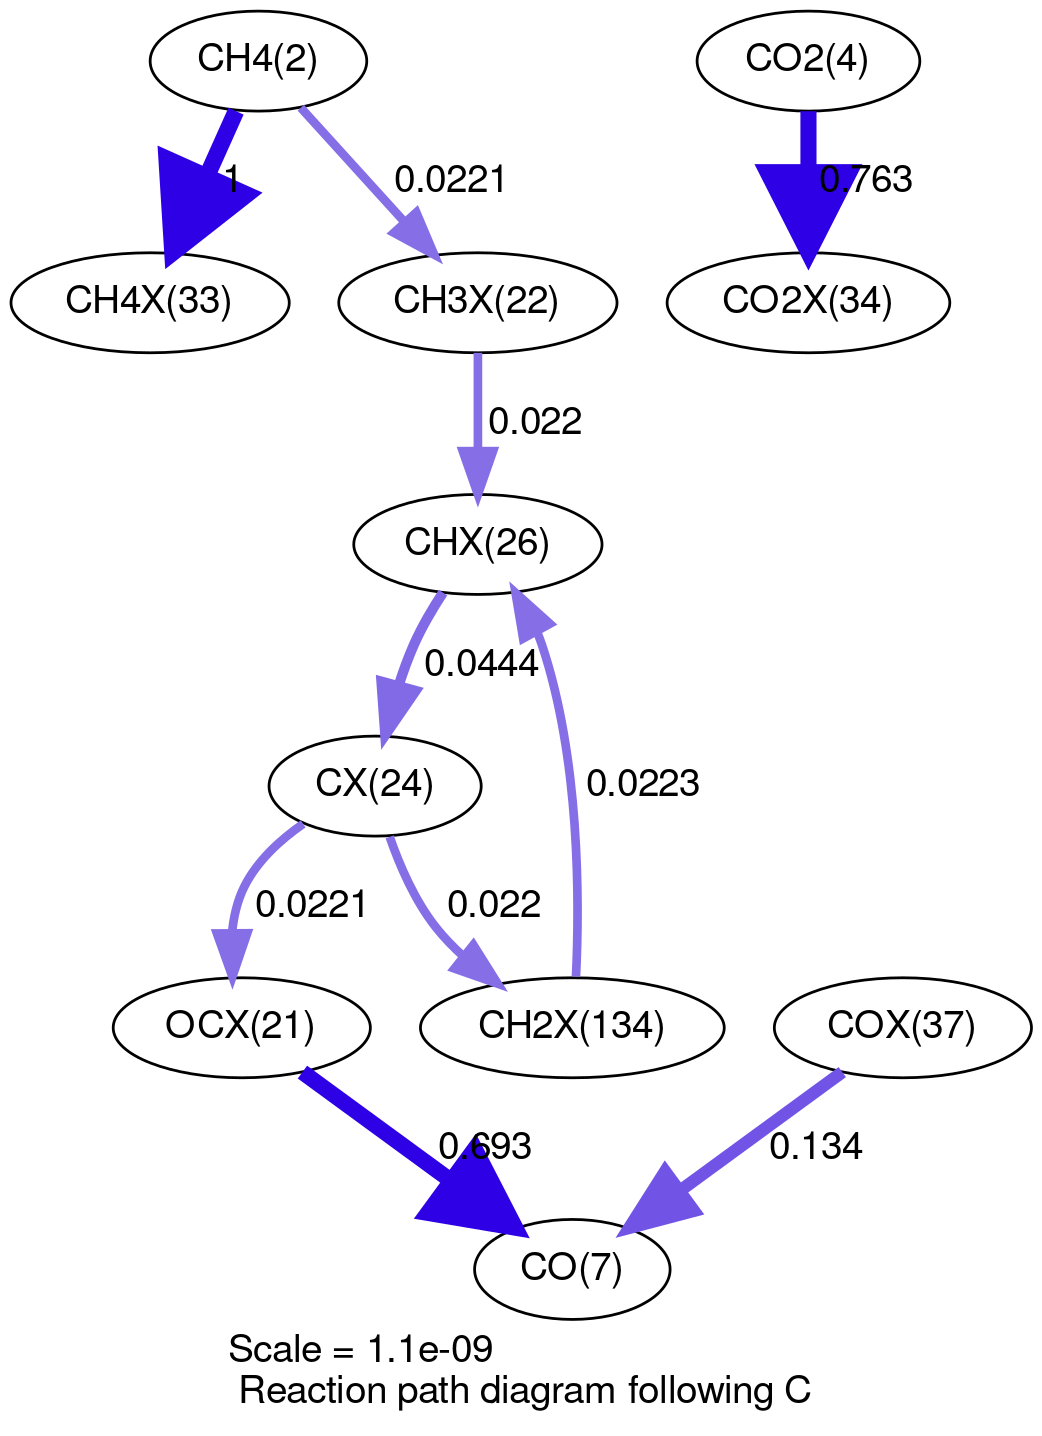 CH4(2)
CO2(4)
1
0.0221
0.763
CH4X(33)
CH3X(22)
CO2X(34)
0.022
CHX(26)
0.0444
CX(24)
0.0223
0.0221
0.022
OCX(21)
CH2X(134)
COX(37)
0.693
0.134
CO(7)
Scale = 1.1e-09
Reaction path diagram following C